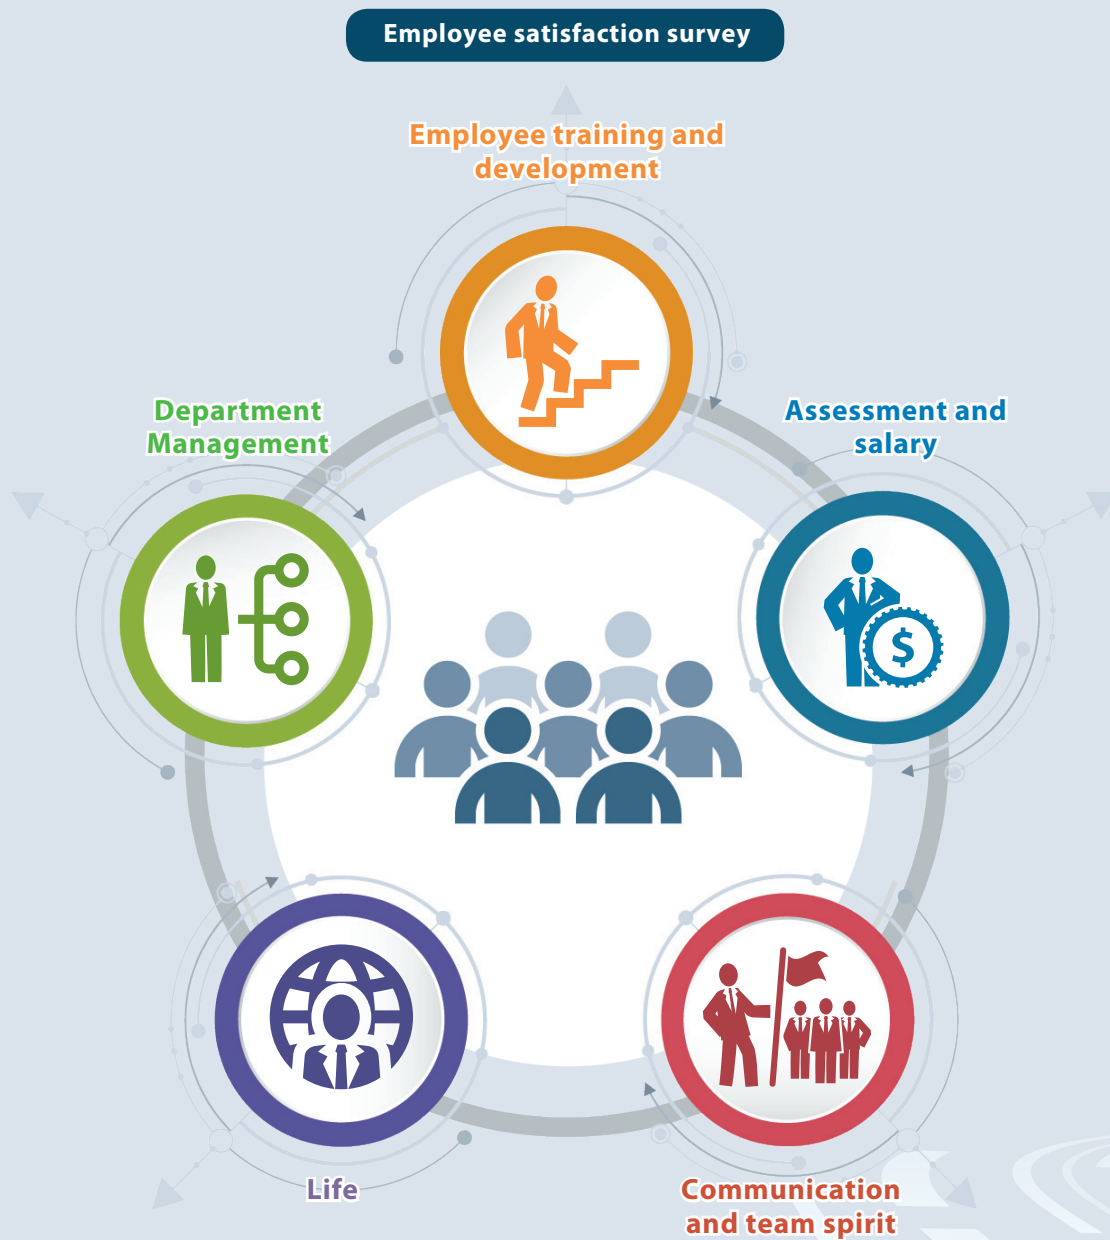 Employee satisfaction survey
Employee training and
development
Department
Management
Assessment and
salary
$
Life
Communication
and team spirit